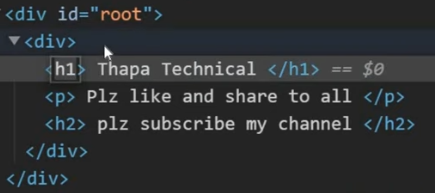 <div id="root">
▼<div>
<h1> Thapa Technical </h1> == $0
<p> Plz like and share to all </p>
<h2> plz subscribe my channel </h2>
</div>
</div>